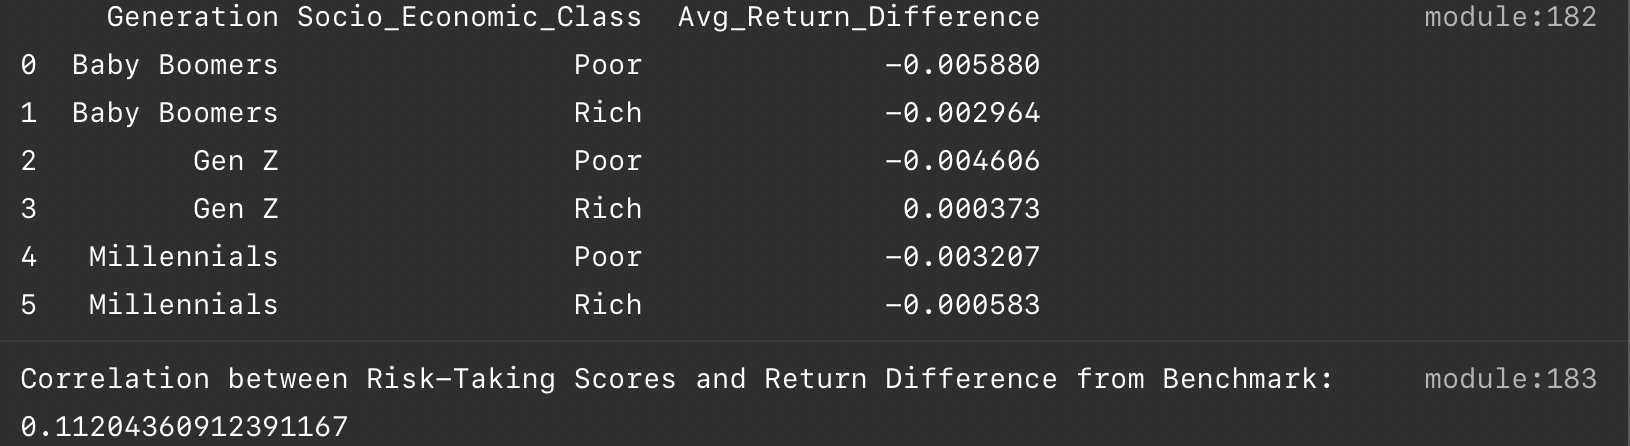 Generation Socio_Economic_Class Avg_Return_Difference module:182
0 Baby Boomers Poor -0.005880
1 Baby Boomers Rich -0.002964
2 Gen Z Poor -0.004606
3 Gen Z Rich 0.000373
4 Millennials Poor -0.003207
5 Millennials Rich -0.000583
Correlation between Risk-Taking Scores and Return Difference from Benchmark: module:183
0.11204360912391167